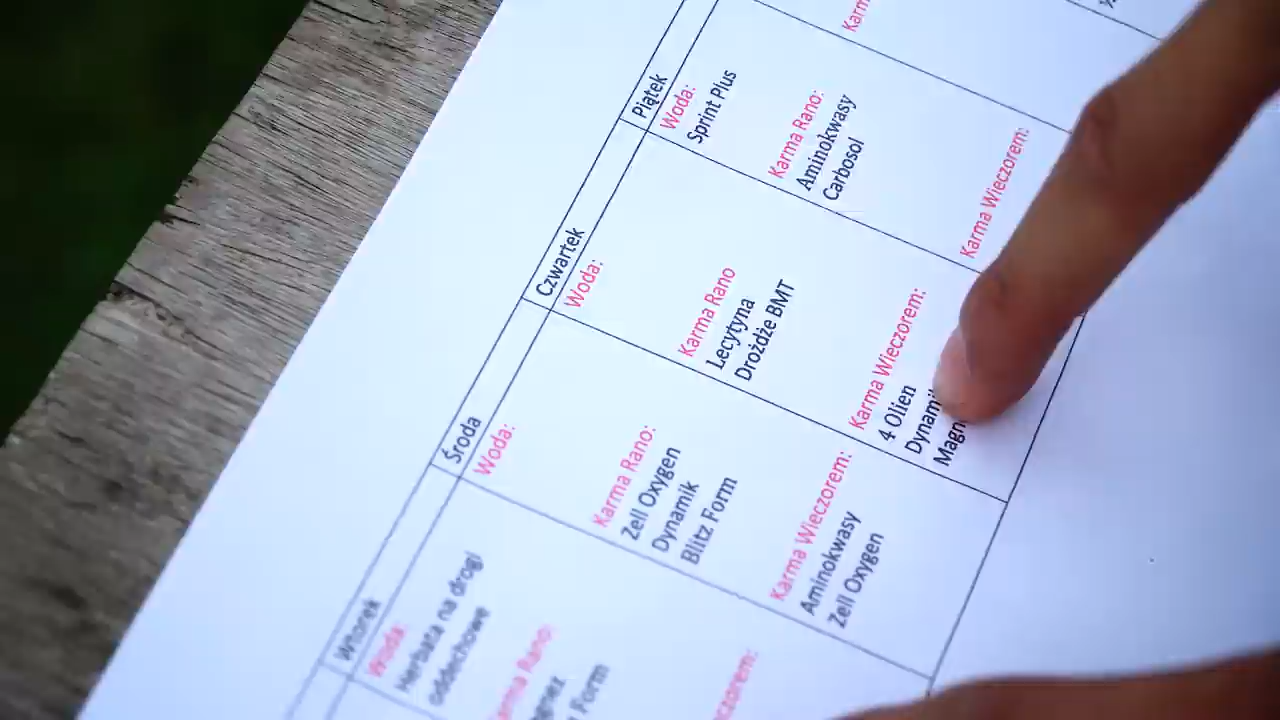 Wtorek
Woda:
Herbata na drogi
oddechowe
Rano:
Form
Środa
Woda:
Karma Rano:
Zell Oxygen
Dynamik
Blitz Form
Karma Wieczorem:
Aminokwasy
Zell Oxygen
Czwartek
Woda:
Karma Rano
Lecytyna
Drożdże BMT
Karma Wieczorem:
4 Olien
Piątek
Woda:
Sprint Plus
Karma Rano:
Aminokwasy
Carbosol
Karma Wieczorem: